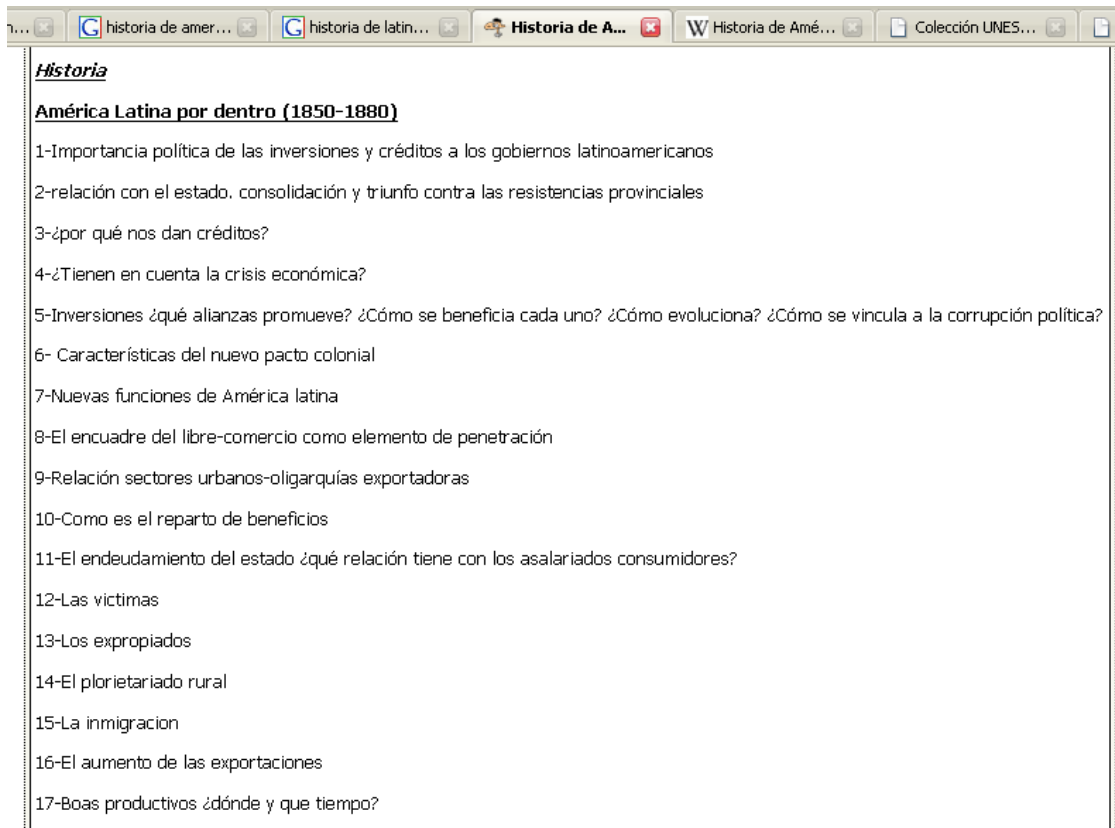 n... historia de amer... historia de latin... Historia de A... W Historia de Amé... Colección UNES...
Historia
América Latina por dentro (1850-1880)
1-Importancia política de las inversiones y créditos a los gobiernos latinoamericanos
2-relación con el estado. consolidación y triunfo contra las resistencias provinciales
3-¿por qué nos dan créditos?
4-¿Tienen en cuenta la crisis económica?
5-Inversiones ¿qué alianzas promueve? ¿Cómo se beneficia cada uno? ¿Cómo evoluciona? ¿Cómo se vincula a la corrupción política?
6- Características del nuevo pacto colonial
7-Nuevas funciones de América latina
8-El encuadre del libre-comercio como elemento de penetración
9-Relación sectores urbanos-oligarquías exportadoras
10-Como es el reparto de beneficios
11-El endeudamiento del estado ¿qué relación tiene con los asalariados consumidores?
12-Las victimas
13-Los expropiados
14-El plorietariado rural
15-La inmigracion
16-El aumento de las exportaciones
17-Boas productivos ¿dónde y que tiempo?